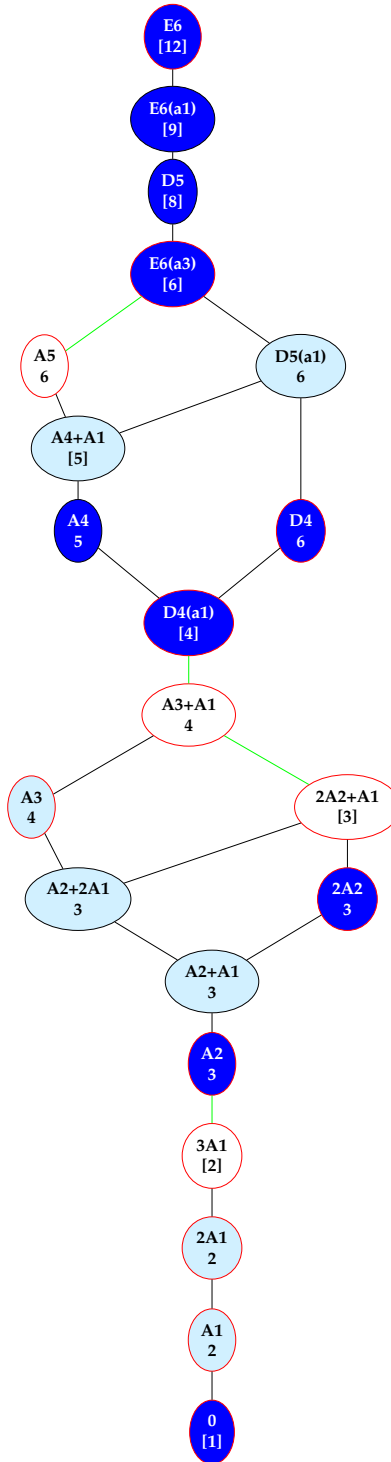 E6
[12]
E6(a1)
[9]
D5
[8]
E6(a3)
[6]
A5
6
D5(a1)
6
A4+A1
[5]
A4
5
D4
6
D4(a1)
[4]
A3+A1
4
A3
4
2A2+A1
[3]
A2+2A1
3
2A2
3
A2+A1
3
A2
3
3A1
[2]
2A1
2
A1
2
0
[1]